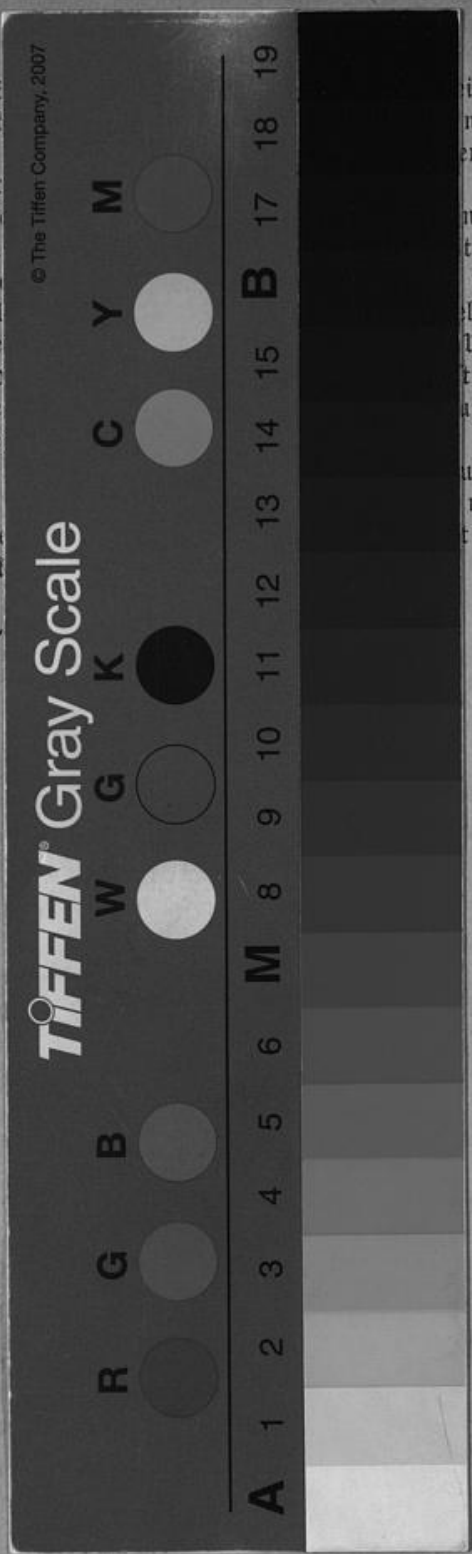 © The Tiffen Company, 2007
TIFFEN® Gray Scale
R G B W G K C Y M
A 1 2 3 4 5 6 M 8 9 10 11 12 13 14 15 B 17 18 19